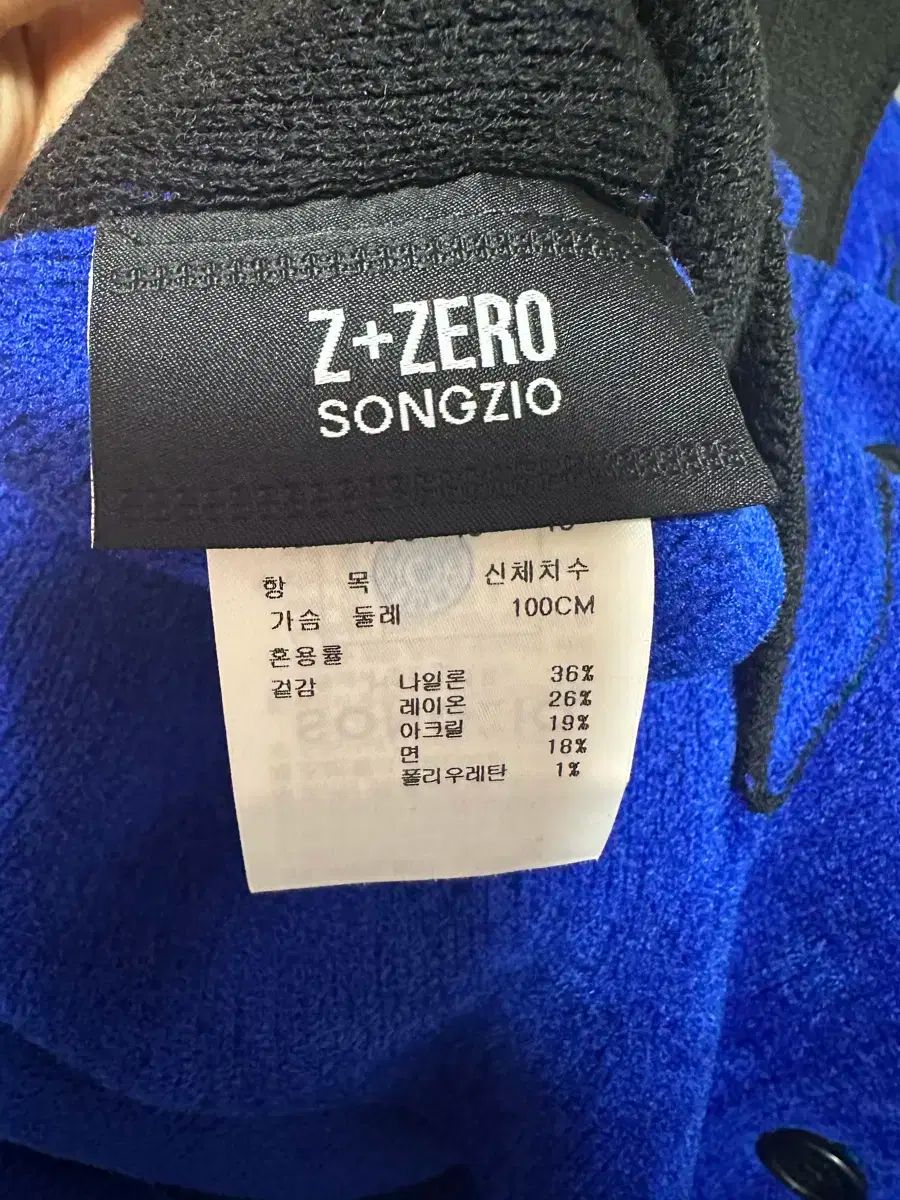 Z+ZERO
SONGZIO
항 목 신체치수
가슴 둘레 100CM
혼용률
겉감 나일론 36%
레이온 26%
아크릴 19%
면 18%
폴리우레탄 1%